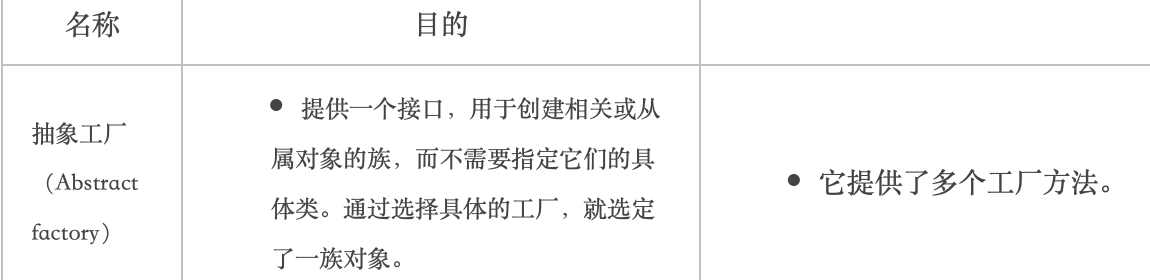 名称
目的
抽象工厂
（Abstract
factory）
● 提供一个接口，用于创建相关或从
属对象的族，而不需要指定它们的具
体类。通过选择具体的工厂，就选定
了一族对象。
● 它提供了多个工厂方法。